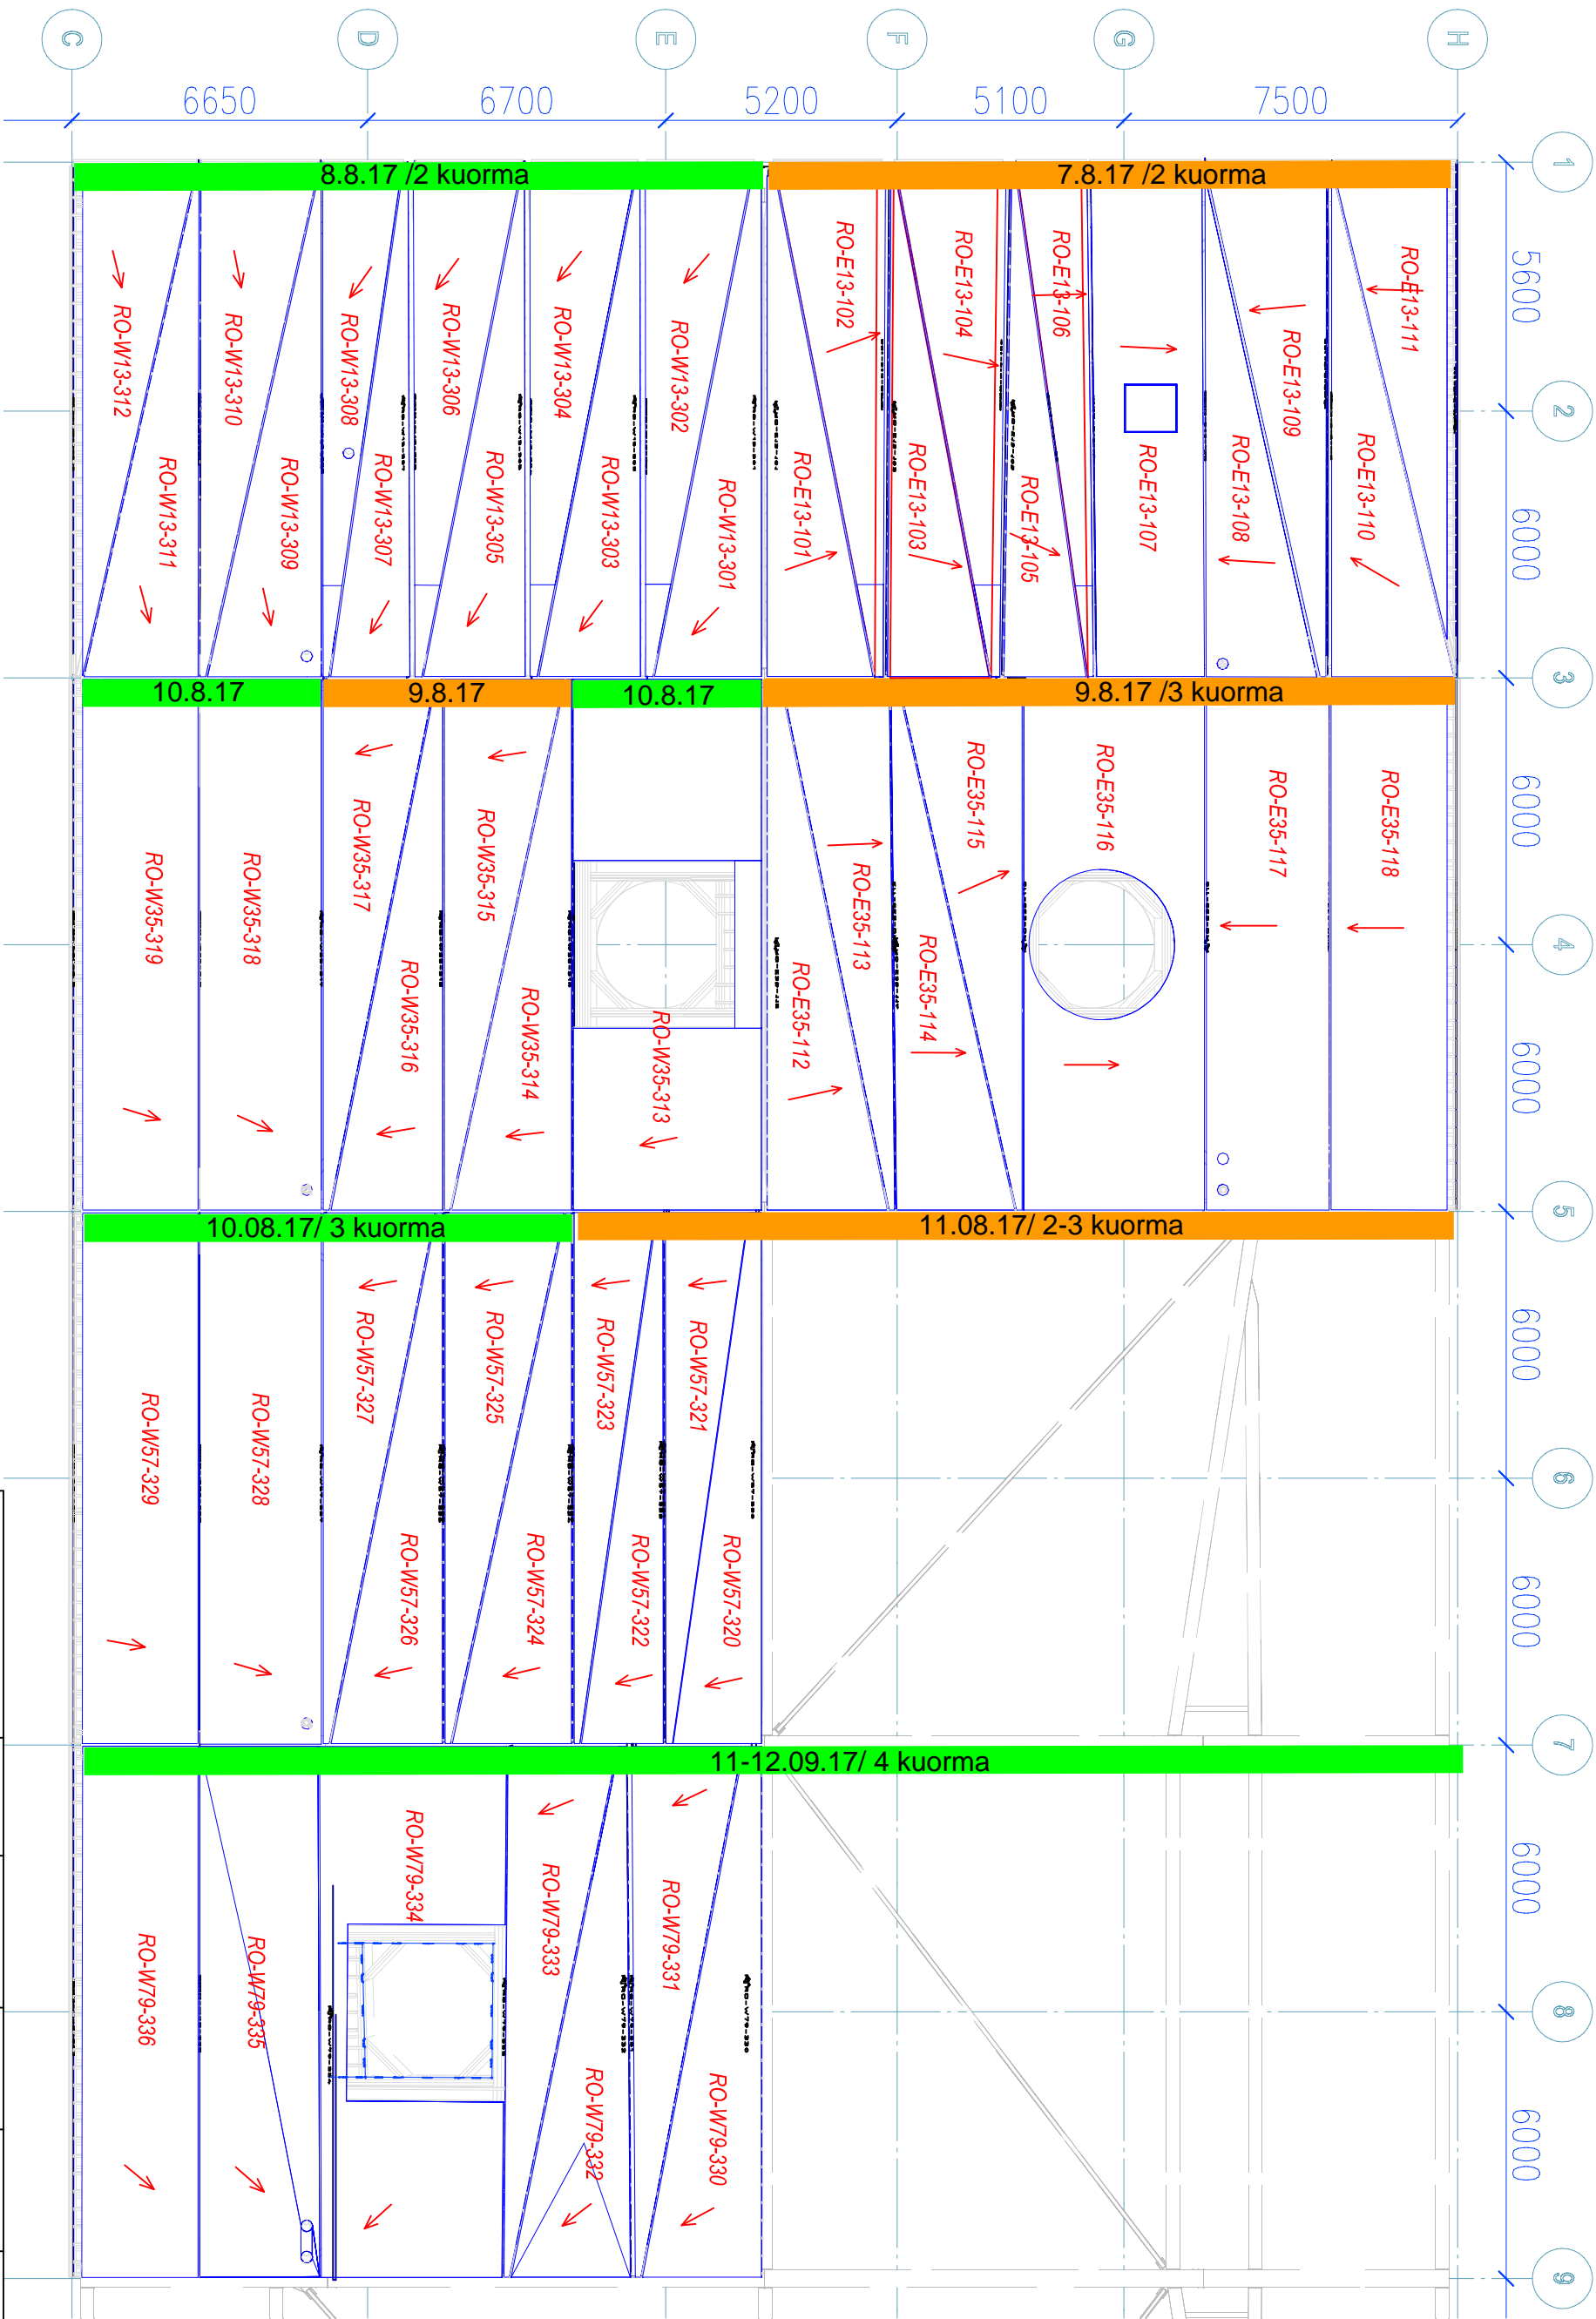 C
D
E
F
G
H
6650
6700
5200
5100
7500
1
8.8.17 /2 kuorma
7.8.17 /2 kuorma
5600
RO-W13-312
RO-W13-310
RO-W13-308
RO-W13-306
RO-W13-304
RO-W13-302
RO-E13-102
RO-E13-104
RO-E13-106
RO-E13-109
RO-E13-111
2
RO-W13-311
RO-W13-309
RO-W13-307
RO-W13-305
RO-W13-303
RO-W13-301
RO-E13-101
RO-E13-103
RO-E13-105
RO-E13-107
RO-E13-108
RO-E13-110
6000
3
10.8.17
9.8.17
10.8.17
9.8.17 /3 kuorma
6000
RO-W35-319
RO-W35-318
RO-W35-317
RO-W35-315
RO-E35-113
RO-E35-115
RO-E35-116
RO-E35-117
RO-E35-118
4
RO-W35-316
RO-W35-314
RO-W35-313
RO-E35-112
RO-E35-114
6000
5
10.08.17/ 3 kuorma
11.08.17/ 2-3 kuorma
6000
RO-W57-329
RO-W57-328
RO-W57-327
RO-W57-325
RO-W57-323
RO-W57-321
6
RO-W57-326
RO-W57-324
RO-W57-322
RO-W57-320
6000
7
11-12.09.17/ 4 kuorma
6000
RO-W79-336
RO-W79-335
RO-W79-334
RO-W79-333
RO-W79-331
8
RO-W79-332
RO-W79-330
6000
9